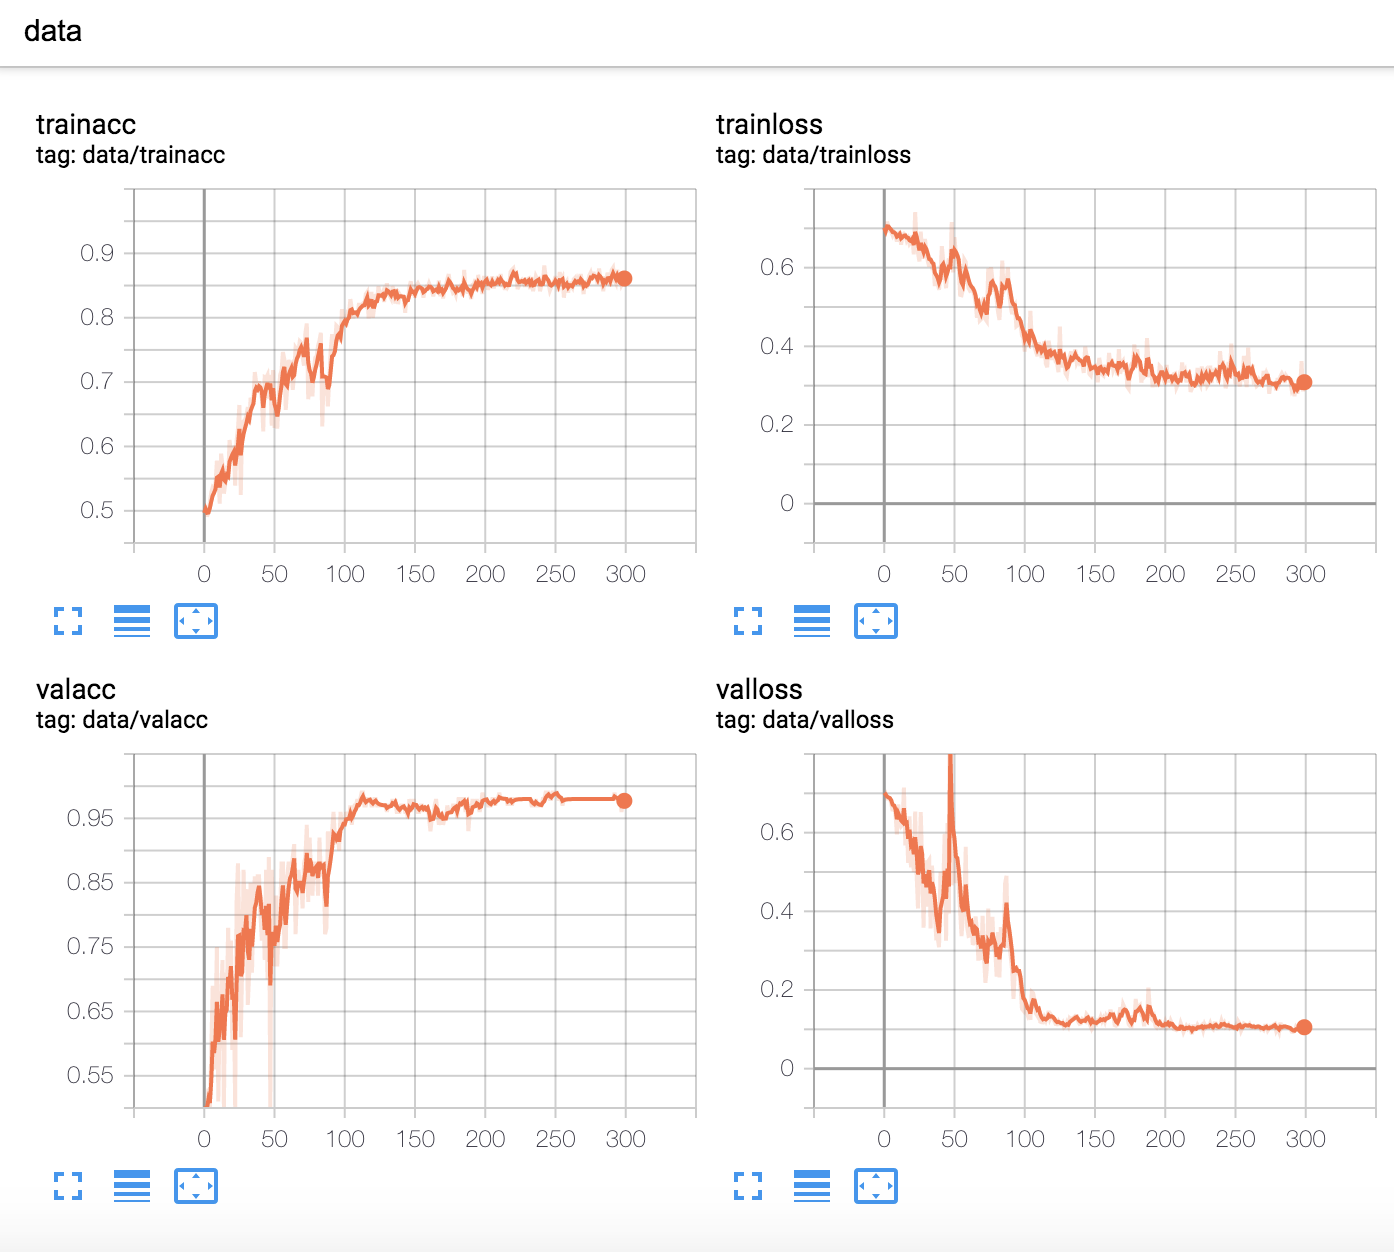 data
trainacc
tag: data/trainacc
0.9
0.8
0.7
0.6
0.5
0 50 100 150 200 250 300
trainloss
tag: data/trainloss
0.6
0.4
0.2
0
0 50 100 150 200 250 300
valacc
tag: data/valacc
0.95
0.85
0.75
0.65
0.55
0 50 100 150 200 250 300
valloss
tag: data/valloss
0.6
0.4
0.2
0
0 50 100 150 200 250 300